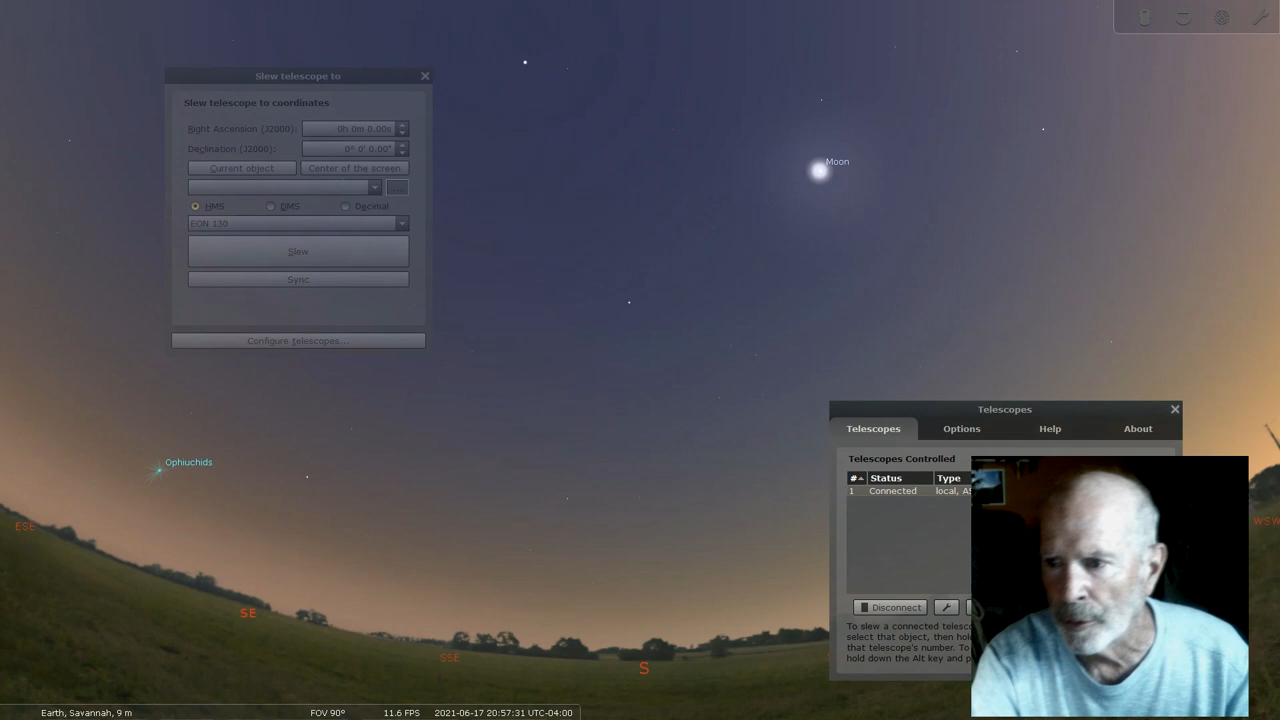 Slew telescope to
Slew telescope to coordinates
Right Ascension (J2000): 0h 0m 0.00s
Declination (J2000): 0° 0' 0.00"
Current object Center of the screen
...
HMS DMS Decimal
EON 130
Slew
Sync
Configure telescopes...
Moon
Ophiuchids
Telescopes
Telescopes Options Help About
Telescopes Controlled
# Status Type
1 Connected local, AS
Disconnect
To slew a connected telesco
select that object, then hol
that telescope's number. To
hold down the Alt key and p
ESE
SE
SSE
S
WSW
Earth, Savannah, 9 m FOV 90° 11.6 FPS 2021-06-17 20:57:31 UTC-04:00